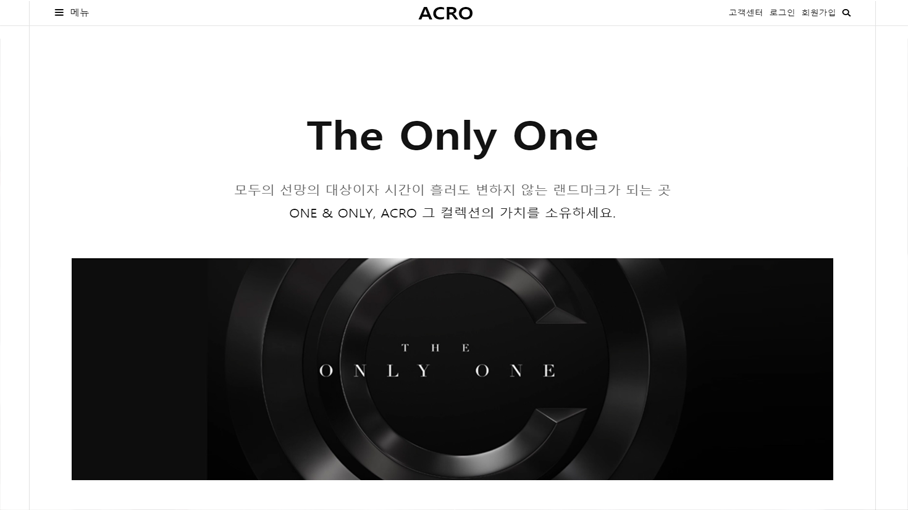 메뉴
ACRO
고객센터 로그인 회원가입
The Only One
모두의 선망의 대상이자 시간이 흘러도 변하지 않는 랜드마크가 되는 곳
ONE & ONLY, ACRO 그 컬렉션의 가치를 소유하세요.
THE
ONLY ONE